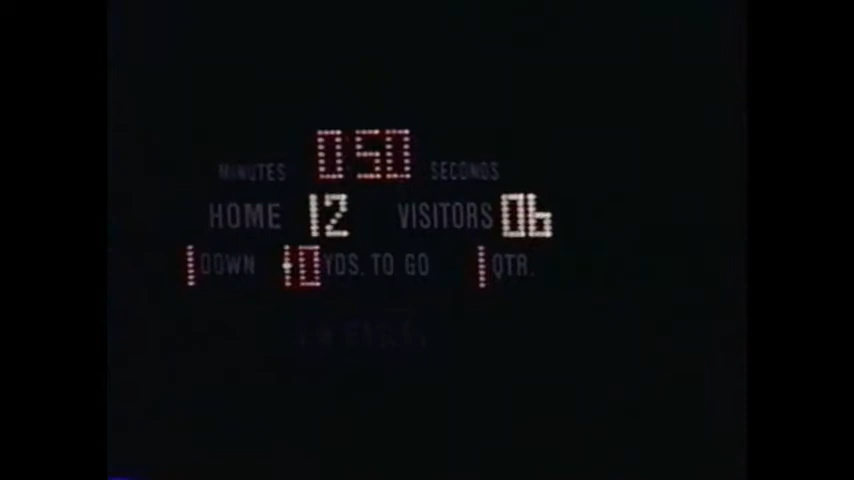 MINUTES 0:50 SECONDS
HOME 12 VISITORS 06
1 DOWN 10 YDS. TO GO 1 QTR.